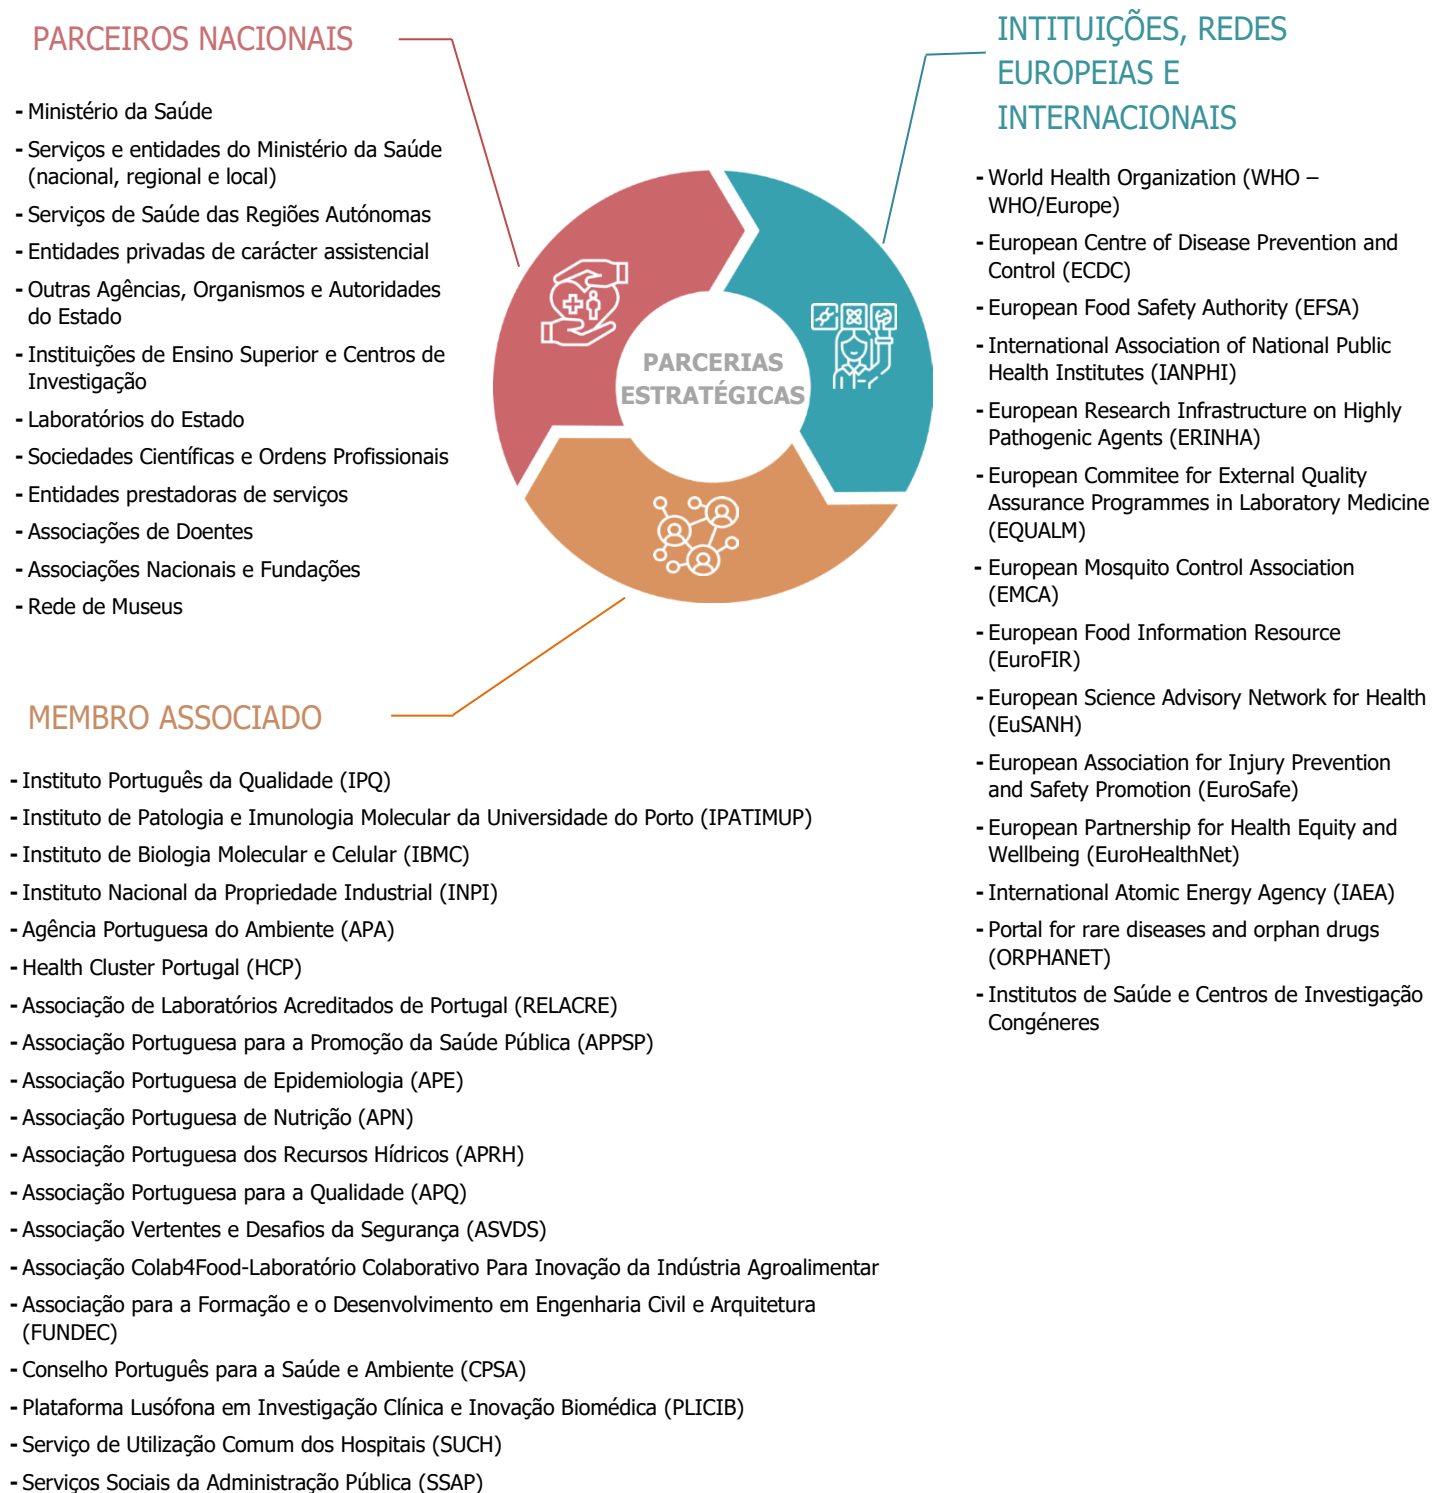 PARCEIROS NACIONAIS
- Ministério da Saúde
- Serviços e entidades do Ministério da Saúde
(nacional, regional e local)
- Serviços de Saúde das Regiões Autónomas
- Entidades privadas de carácter assistencial
- Outras Agências, Organismos e Autoridades
do Estado
- Instituições de Ensino Superior e Centros de
Investigação
- Laboratórios do Estado
- Sociedades Científicas e Ordens Profissionais
- Entidades prestadoras de serviços
- Associações de Doentes
- Associações Nacionais e Fundações
- Rede de Museus
PARCERIAS
ESTRATÉGICAS
INTITUIÇÕES, REDES
EUROPEIAS E
INTERNACIONAIS
- World Health Organization (WHO –
WHO/Europe)
- European Centre of Disease Prevention and
Control (ECDC)
- European Food Safety Authority (EFSA)
- International Association of National Public
Health Institutes (IANPHI)
- European Research Infrastructure on Highly
Pathogenic Agents (ERINHA)
- European Commitee for External Quality
Assurance Programmes in Laboratory Medicine
(EQUALM)
- European Mosquito Control Association
(EMCA)
- European Food Information Resource
(EuroFIR)
- European Science Advisory Network for Health
(EuSANH)
- European Association for Injury Prevention
and Safety Promotion (EuroSafe)
- European Partnership for Health Equity and
Wellbeing (EuroHealthNet)
- International Atomic Energy Agency (IAEA)
- Portal for rare diseases and orphan drugs
(ORPHANET)
- Institutos de Saúde e Centros de Investigação
Congéneres
MEMBRO ASSOCIADO
- Instituto Português da Qualidade (IPQ)
- Instituto de Patologia e Imunologia Molecular da Universidade do Porto (IPATIMUP)
- Instituto de Biologia Molecular e Celular (IBMC)
- Instituto Nacional da Propriedade Industrial (INPI)
- Agência Portuguesa do Ambiente (APA)
- Health Cluster Portugal (HCP)
- Associação de Laboratórios Acreditados de Portugal (RELACRE)
- Associação Portuguesa para a Promoção da Saúde Pública (APPSP)
- Associação Portuguesa de Epidemiologia (APE)
- Associação Portuguesa de Nutrição (APN)
- Associação Portuguesa dos Recursos Hídricos (APRH)
- Associação Portuguesa para a Qualidade (APQ)
- Associação Vertentes e Desafios da Segurança (ASVDS)
- Associação Colab4Food-Laboratório Colaborativo Para Inovação da Indústria Agroalimentar
- Associação para a Formação e o Desenvolvimento em Engenharia Civil e Arquitetura
(FUNDEC)
- Conselho Português para a Saúde e Ambiente (CPSA)
- Plataforma Lusófona em Investigação Clínica e Inovação Biomédica (PLICIB)
- Serviço de Utilização Comum dos Hospitais (SUCH)
- Serviços Sociais da Administração Pública (SSAP)